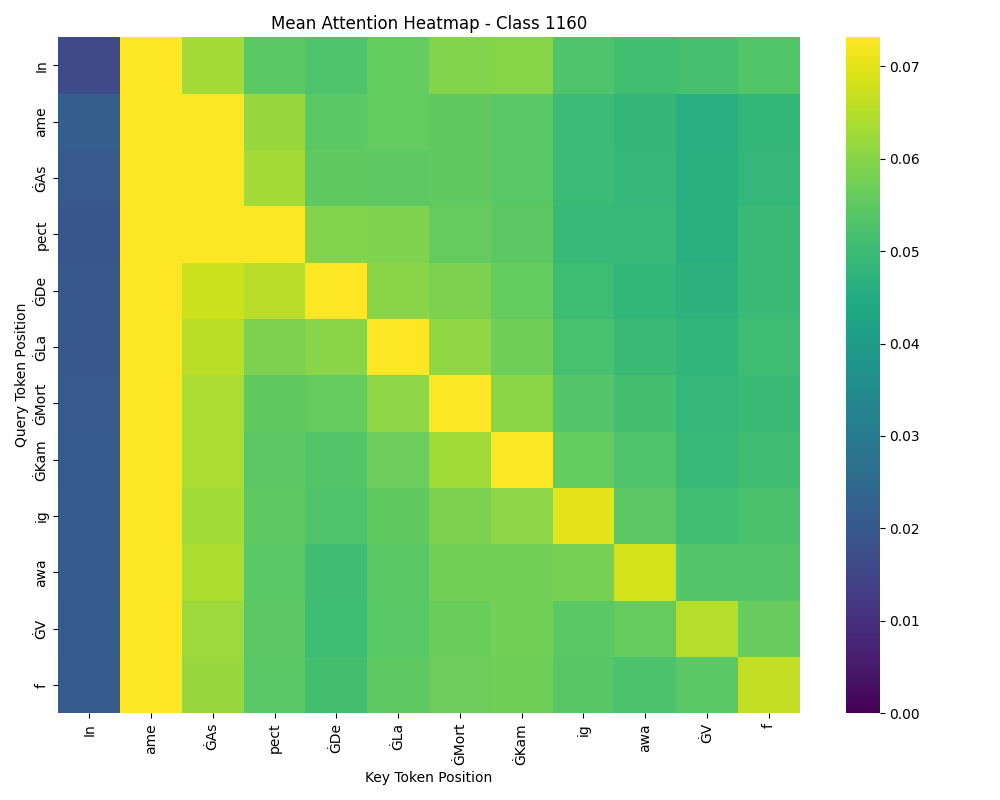 Mean Attention Heatmap - Class 1160
Query Token Position
In
ame
ĠAs
pect
ĠDe
ĠLa
ĠMort
ĠKam
ig
awa
ĠV
f
In
ame
ĠAs
pect
ĠDe
ĠLa
ĠMort
ĠKam
ig
awa
ĠV
f
Key Token Position
0.07
0.06
0.05
0.04
0.03
0.02
0.01
0.00